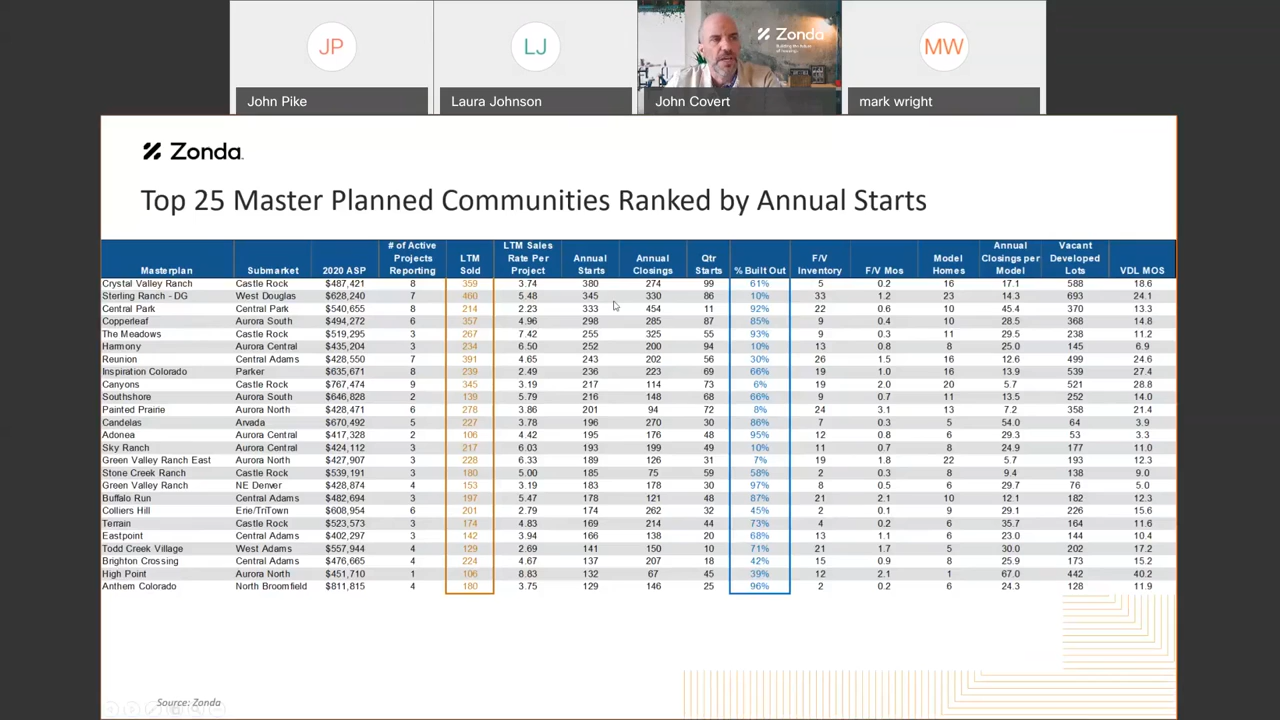 JP
LJ
Zonda
MW
John Pike
Laura Johnson
John Covert
mark wright
Zonda
Top 25 Master Planned Communities Ranked by Annual Starts
Masterplan Submarket 2020 ASP # of Active Projects Reporting LTM Sold LTM Sales Rate Per Project Annual Starts Annual Closings Qtr Starts % Built Out F/V Inventory F/V Mos Model Homes Annual Closings per Model Vacant Developed Lots VDL MOS
Crystal Valley Ranch Castle Rock $487,421 8 359 3.74 380 274 99 61% 5 0.2 16 17.1 588 18.6
Sterling Ranch - DG West Douglas $628,240 7 460 5.48 345 330 86 10% 33 1.2 23 14.3 693 24.1
Central Park Central Park $540,655 8 214 2.23 333 454 11 92% 22 0.6 10 45.4 370 13.3
Copperleaf Aurora South $494,272 6 357 4.96 298 285 87 85% 9 0.4 10 28.5 368 14.8
The Meadows Castle Rock $519,295 3 267 7.42 255 325 55 93% 9 0.3 11 29.5 238 11.2
Harmony Aurora Central $435,204 3 234 6.50 252 200 94 10% 13 0.8 8 25.0 145 6.9
Reunion Central Adams $428,550 7 391 4.65 243 202 56 30% 26 1.5 16 12.6 499 24.6
Inspiration Colorado Parker $635,671 8 239 2.49 236 223 69 66% 19 1.0 16 13.9 539 27.4
Canyons Castle Rock $767,474 9 345 3.19 217 114 73 6% 19 2.0 20 5.7 521 28.8
Southshore Aurora South $646,828 2 139 5.79 216 148 68 66% 9 0.7 11 13.5 252 14.0
Painted Prairie Aurora North $428,471 6 278 3.86 201 94 72 8% 24 3.1 13 7.2 358 21.4
Candelas Arvada $670,492 5 227 3.78 196 270 30 86% 7 0.3 5 54.0 64 3.9
Adonea Aurora Central $417,328 2 106 4.42 195 176 48 95% 12 0.8 6 29.3 53 3.3
Sky Ranch Aurora Central $424,112 3 217 6.03 193 199 49 10% 11 0.7 8 24.9 177 11.0
Green Valley Ranch East Aurora North $427,907 3 228 6.33 189 126 31 7% 19 1.8 22 5.7 193 12.3
Stone Creek Ranch Castle Rock $539,191 3 180 5.00 185 75 59 58% 2 0.3 8 9.4 138 9.0
Green Valley Ranch NE Denver $428,874 4 153 3.19 183 178 30 97% 8 0.5 6 29.7 76 5.0
Buffalo Run Central Adams $482,694 3 197 5.47 178 121 48 87% 21 2.1 10 12.1 182 12.3
Colliers Hill Erie/TriTown $608,954 6 201 2.79 174 262 32 45% 2 0.1 9 29.1 226 15.6
Terrain Castle Rock $523,573 3 174 4.83 169 214 44 73% 4 0.2 6 35.7 164 11.6
Eastpoint Aurora Central $402,297 3 142 3.94 166 138 20 68% 13 1.1 6 23.0 144 10.4
Todd Creek Village West Adams $557,944 4 129 2.69 141 150 10 71% 21 1.7 5 30.0 202 17.2
Brighton Crossing Central Adams $476,665 4 224 4.67 137 207 18 42% 15 0.9 8 25.9 173 15.2
High Point Aurora North $451,710 1 106 8.83 132 67 45 39% 12 2.1 1 67.0 442 40.2
Anthem Colorado North Broomfield $811,815 4 180 3.75 129 146 25 96% 2 0.2 6 24.3 128 11.9
Source: Zonda